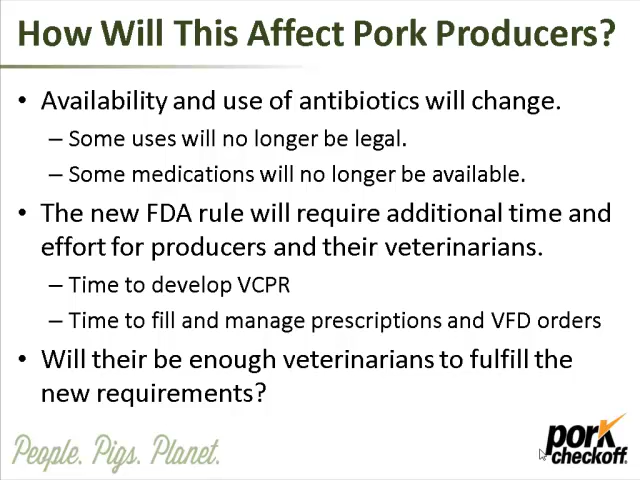 How Will This Affect Pork Producers?
• Availability and use of antibiotics will change.
– Some uses will no longer be legal.
– Some medications will no longer be available.
• The new FDA rule will require additional time and
effort for producers and their veterinarians.
– Time to develop VCPR
– Time to fill and manage prescriptions and VFD orders
• Will their be enough veterinarians to fulfill the
new requirements?
People. Pigs. Planet.
pork
checkoff.